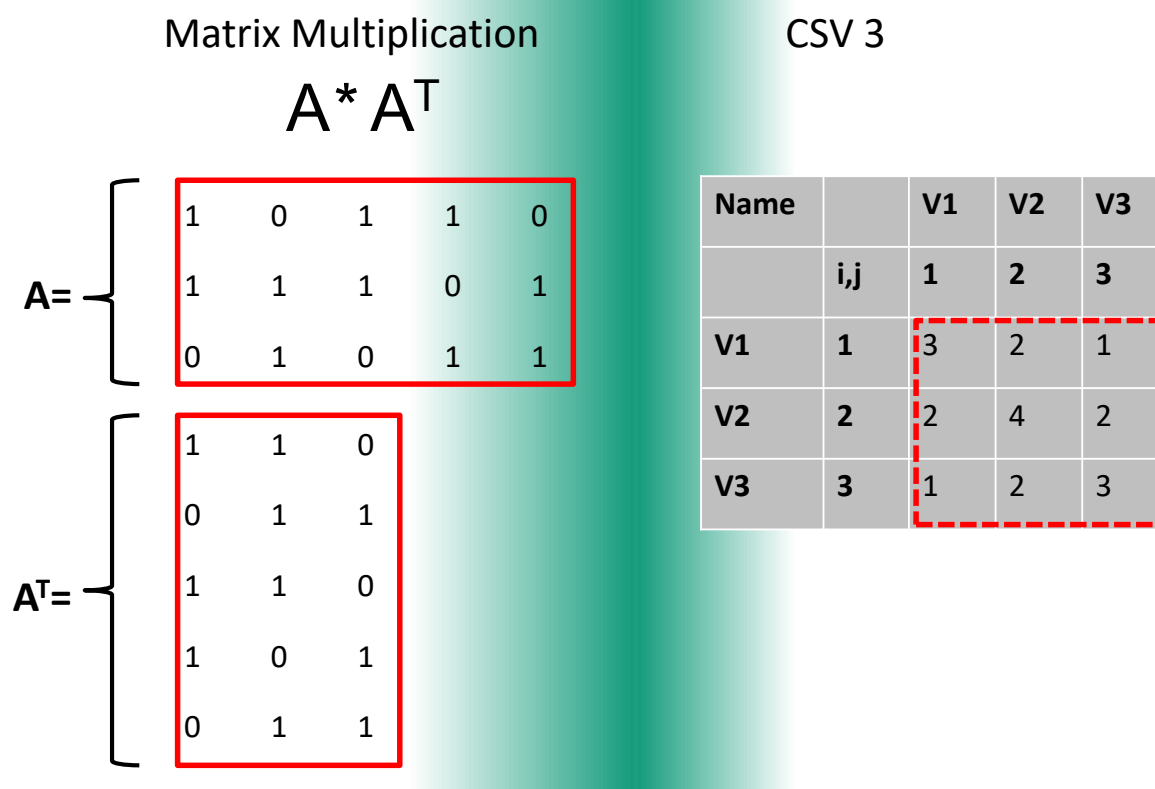 Matrix Multiplication
A * Aᵀ
A=
1 0 1 1 0
1 1 1 0 1
0 1 0 1 1
Aᵀ=
1 1 0
0 1 1
1 1 0
1 0 1
0 1 1
CSV 3
Name V1 V2 V3
i,j 1 2 3
V1 1 3 2 1
V2 2 2 4 2
V3 3 1 2 3